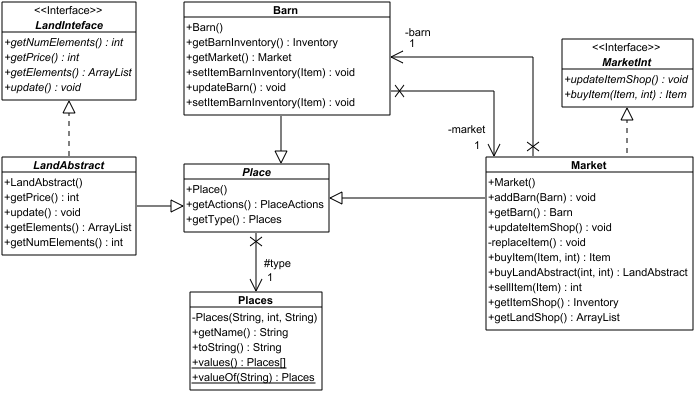 <<Interface>>
LandInteface
+getNumElements() : int
+getPrice() : int
+getElements() : ArrayList
+update() : void
Barn
+Barn()
+getBarnInventory() : Inventory
+getMarket() : Market
+setItemBarnInventory(Item) : void
+updateBarn() : void
+setItemBarnInventory(Item) : void
-barn
1
<<Interface>>
MarketInt
+updateItemShop() : void
+buyItem(Item, int) : Item
-market
1
LandAbstract
+LandAbstract()
+getPrice() : int
+update() : void
+getElements() : ArrayList
+getNumElements() : int
Place
+Place()
+getActions() : PlaceActions
+getType() : Places
Market
+Market()
+addBarn(Barn) : void
+getBarn() : Barn
+updateItemShop() : void
-replaceItem() : void
+buyItem(Item, int) : Item
+buyLandAbstract(int, int) : LandAbstract
+sellItem(Item) : int
+getItemShop() : Inventory
+getLandShop() : ArrayList
#type
1
Places
-Places(String, int, String)
+getName() : String
+toString() : String
+values() : Places[]
+valueOf(String) : Places